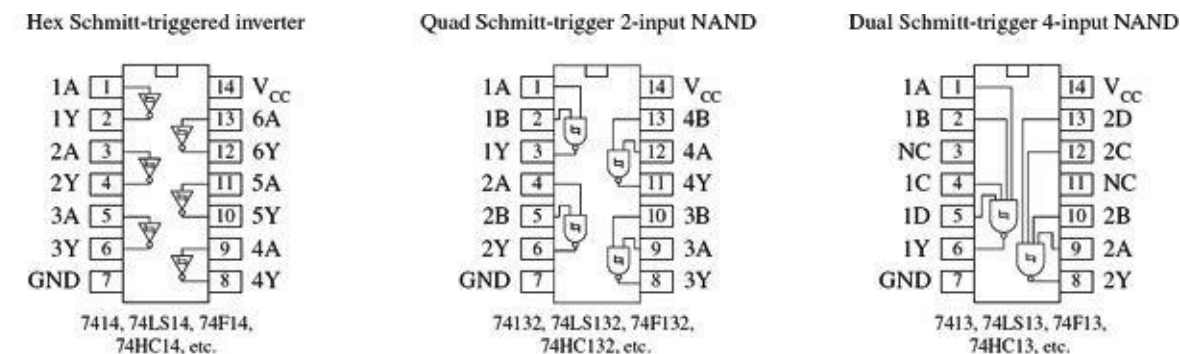 Hex Schmitt-triggered inverter
1A 1 14 VCC
1Y 2 13 6A
2A 3 12 6Y
2Y 4 11 5A
3A 5 10 5Y
3Y 6 9 4A
GND 7 8 4Y
7414, 74LS14, 74F14,
74HC14, etc.
Quad Schmitt-trigger 2-input NAND
1A 1 14 VCC
1B 2 13 4B
1Y 3 12 4A
2A 4 11 4Y
2B 5 10 3B
2Y 6 9 3A
GND 7 8 3Y
74132, 74LS132, 74F132,
74HC132, etc.
Dual Schmitt-trigger 4-input NAND
1A 1 14 VCC
1B 2 13 2D
NC 3 12 2C
1C 4 11 NC
1D 5 10 2B
1Y 6 9 2A
GND 7 8 2Y
7413, 74LS13, 74F13,
74HC13, etc.